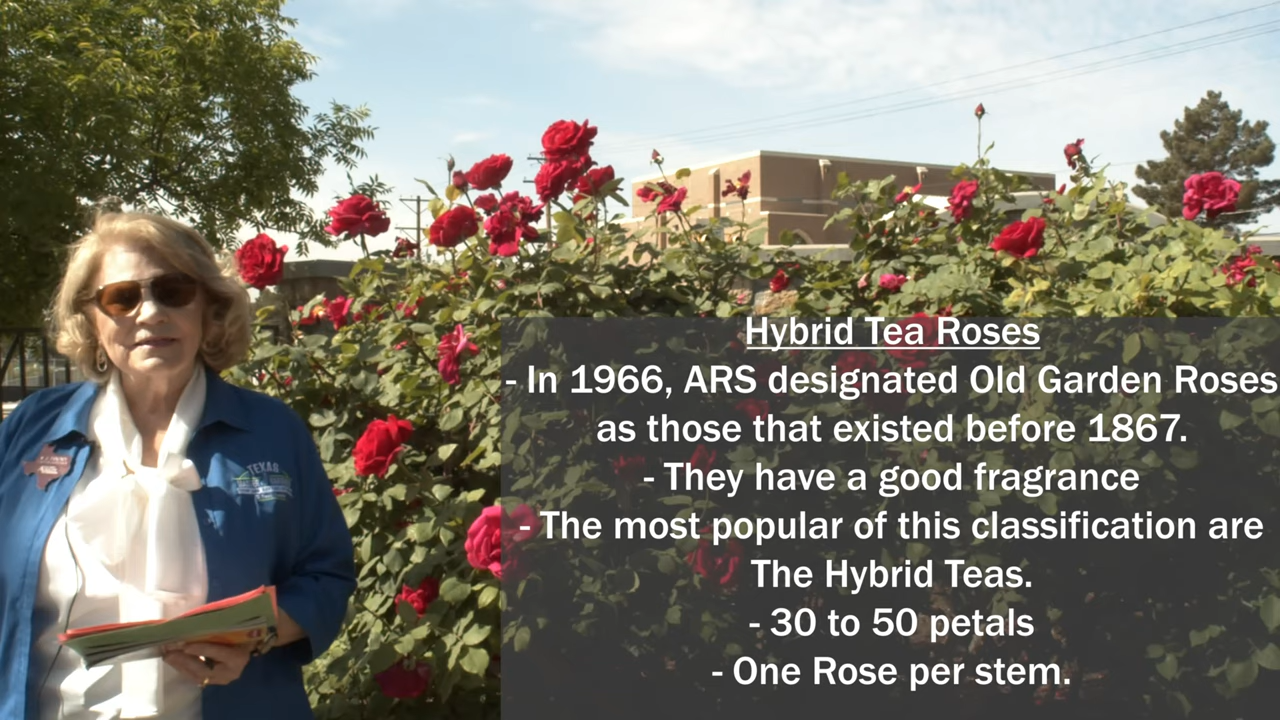 TEXAS
Hybrid Tea Roses
- In 1966, ARS designated Old Garden Roses
as those that existed before 1867.
- They have a good fragrance
- The most popular of this classification are
The Hybrid Teas.
- 30 to 50 petals
- One Rose per stem.